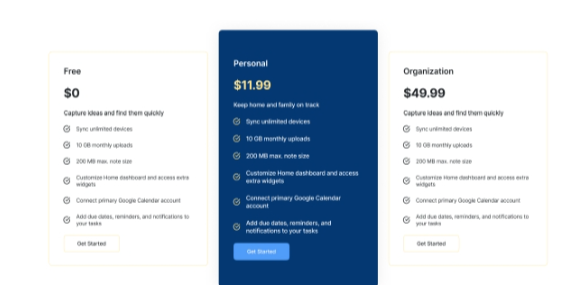 Free
$0
Capture ideas and find them quickly
Sync unlimited devices
10 GB monthly uploads
200 MB max. note size
Customize Home dashboard and access extra
widgets
Connect primary Google Calendar account
Add due dates, reminders, and notifications to
your tasks
Get Started
Personal
$11.99
Keep home and family on track
Sync unlimited devices
10 GB monthly uploads
200 MB max. note size
Customize Home dashboard and access
extra widgets
Connect primary Google Calendar
account
Add due dates, reminders, and
notifications to your tasks
Get Started
Organization
$49.99
Capture ideas and find them quickly
Sync unlimited devices
10 GB monthly uploads
200 MB max. note size
Customize Home dashboard and access extra
widgets
Connect primary Google Calendar account
Add due dates, reminders, and notifications to
your tasks
Get Started